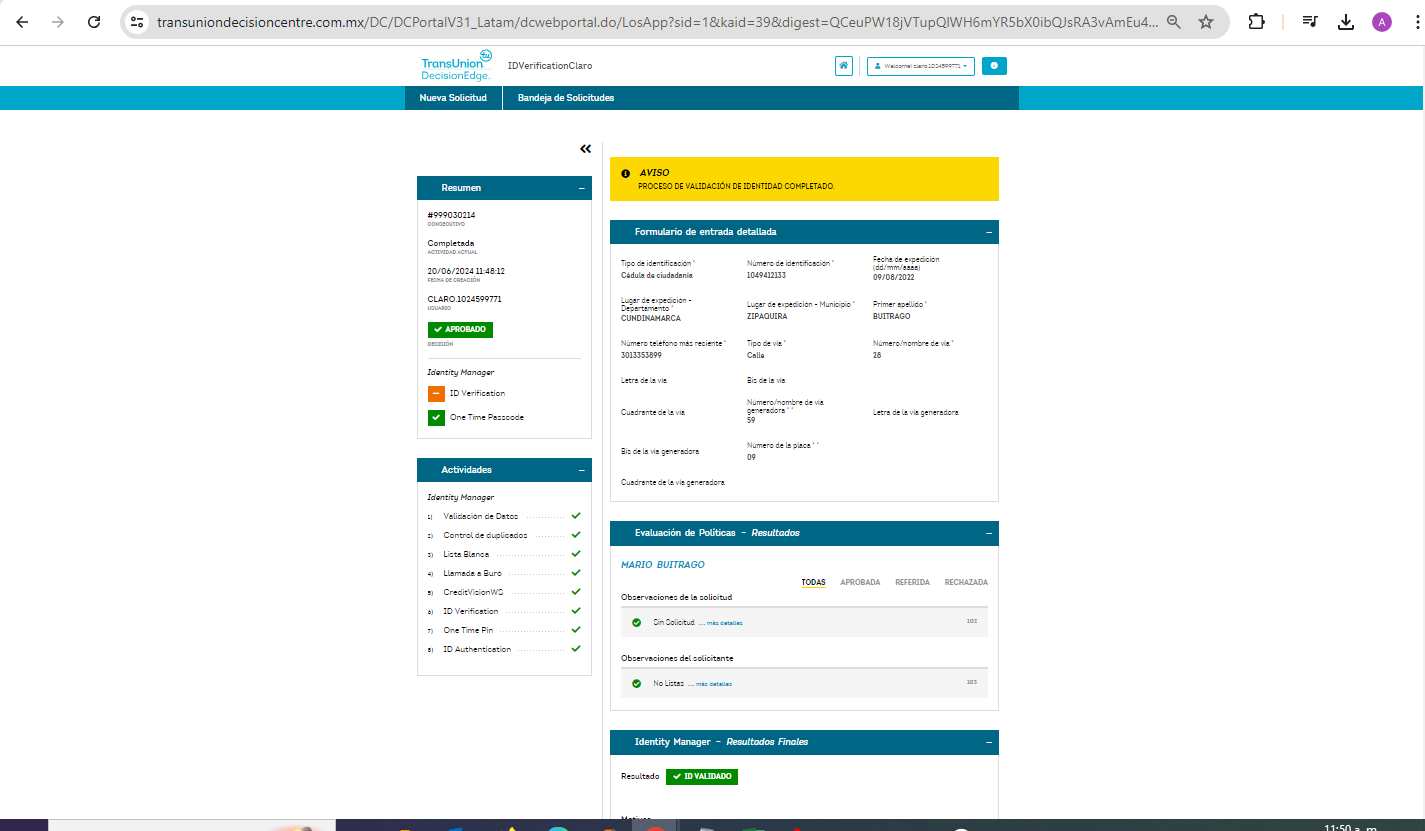 transuniondecisioncentre.com.mx/DC/DCPortalV31_Latam/dcwebportal.do/LosApp?sid=1&kaid=39&digest=QCeuPW18jVTupQlWH6mYR5bX0ibQJsRA3vAmEu4...
A
TransUnion tu
DecisionEdge.
IDVerificationClaro
Welcome! claro.1024599771
Nueva Solicitud
Bandeja de Solicitudes
Resumen
#999030214
CONSECUTIVO
Completada
ACTIVIDAD ACTUAL
20/06/2024 11:48:12
FECHA DE CREACIÓN
CLARO.1024599771
USUARIO
APROBADO
DECISIÓN
Identity Manager
ID Verification
One Time Passcode
Actividades
Identity Manager
1) Validación de Datos
2) Control de duplicados
3) Lista Blanca
4) Llamada a Buró
5) CreditVisionWS
6) ID Verification
7) One Time Pin
8) ID Authentication
AVISO
PROCESO DE VALIDACIÓN DE IDENTIDAD COMPLETADO.
Formulario de entrada detallada
Tipo de identificación *
Cédula de ciudadanía
Número de identificación *
1049412133
Fecha de expedición
(dd/mm/aaaa)
09/08/2022
Lugar de expedición -
Departamento *
CUNDINAMARCA
Lugar de expedición - Municipio *
ZIPAQUIRA
Primer apellido *
BUITRAGO
Número teléfono más reciente *
3013353899
Tipo de vía *
Calle
Número/nombre de vía *
28
Letra de la vía
Bis de la vía
Cuadrante de la vía
Número/nombre de vía
generadora * *
59
Letra de la vía generadora
Bis de la vía generadora
Número de la placa * *
09
Cuadrante de la vía generadora
Evaluación de Políticas - Resultados
MARIO BUITRAGO
TODAS APROBADA REFERIDA RECHAZADA
Observaciones de la solicitud
Sin Solicitud ... más detalles 102
Observaciones del solicitante
No Listas ... más detalles 103
Identity Manager - Resultados Finales
Resultado ID VALIDADO
Motivos
11:50 a. m.